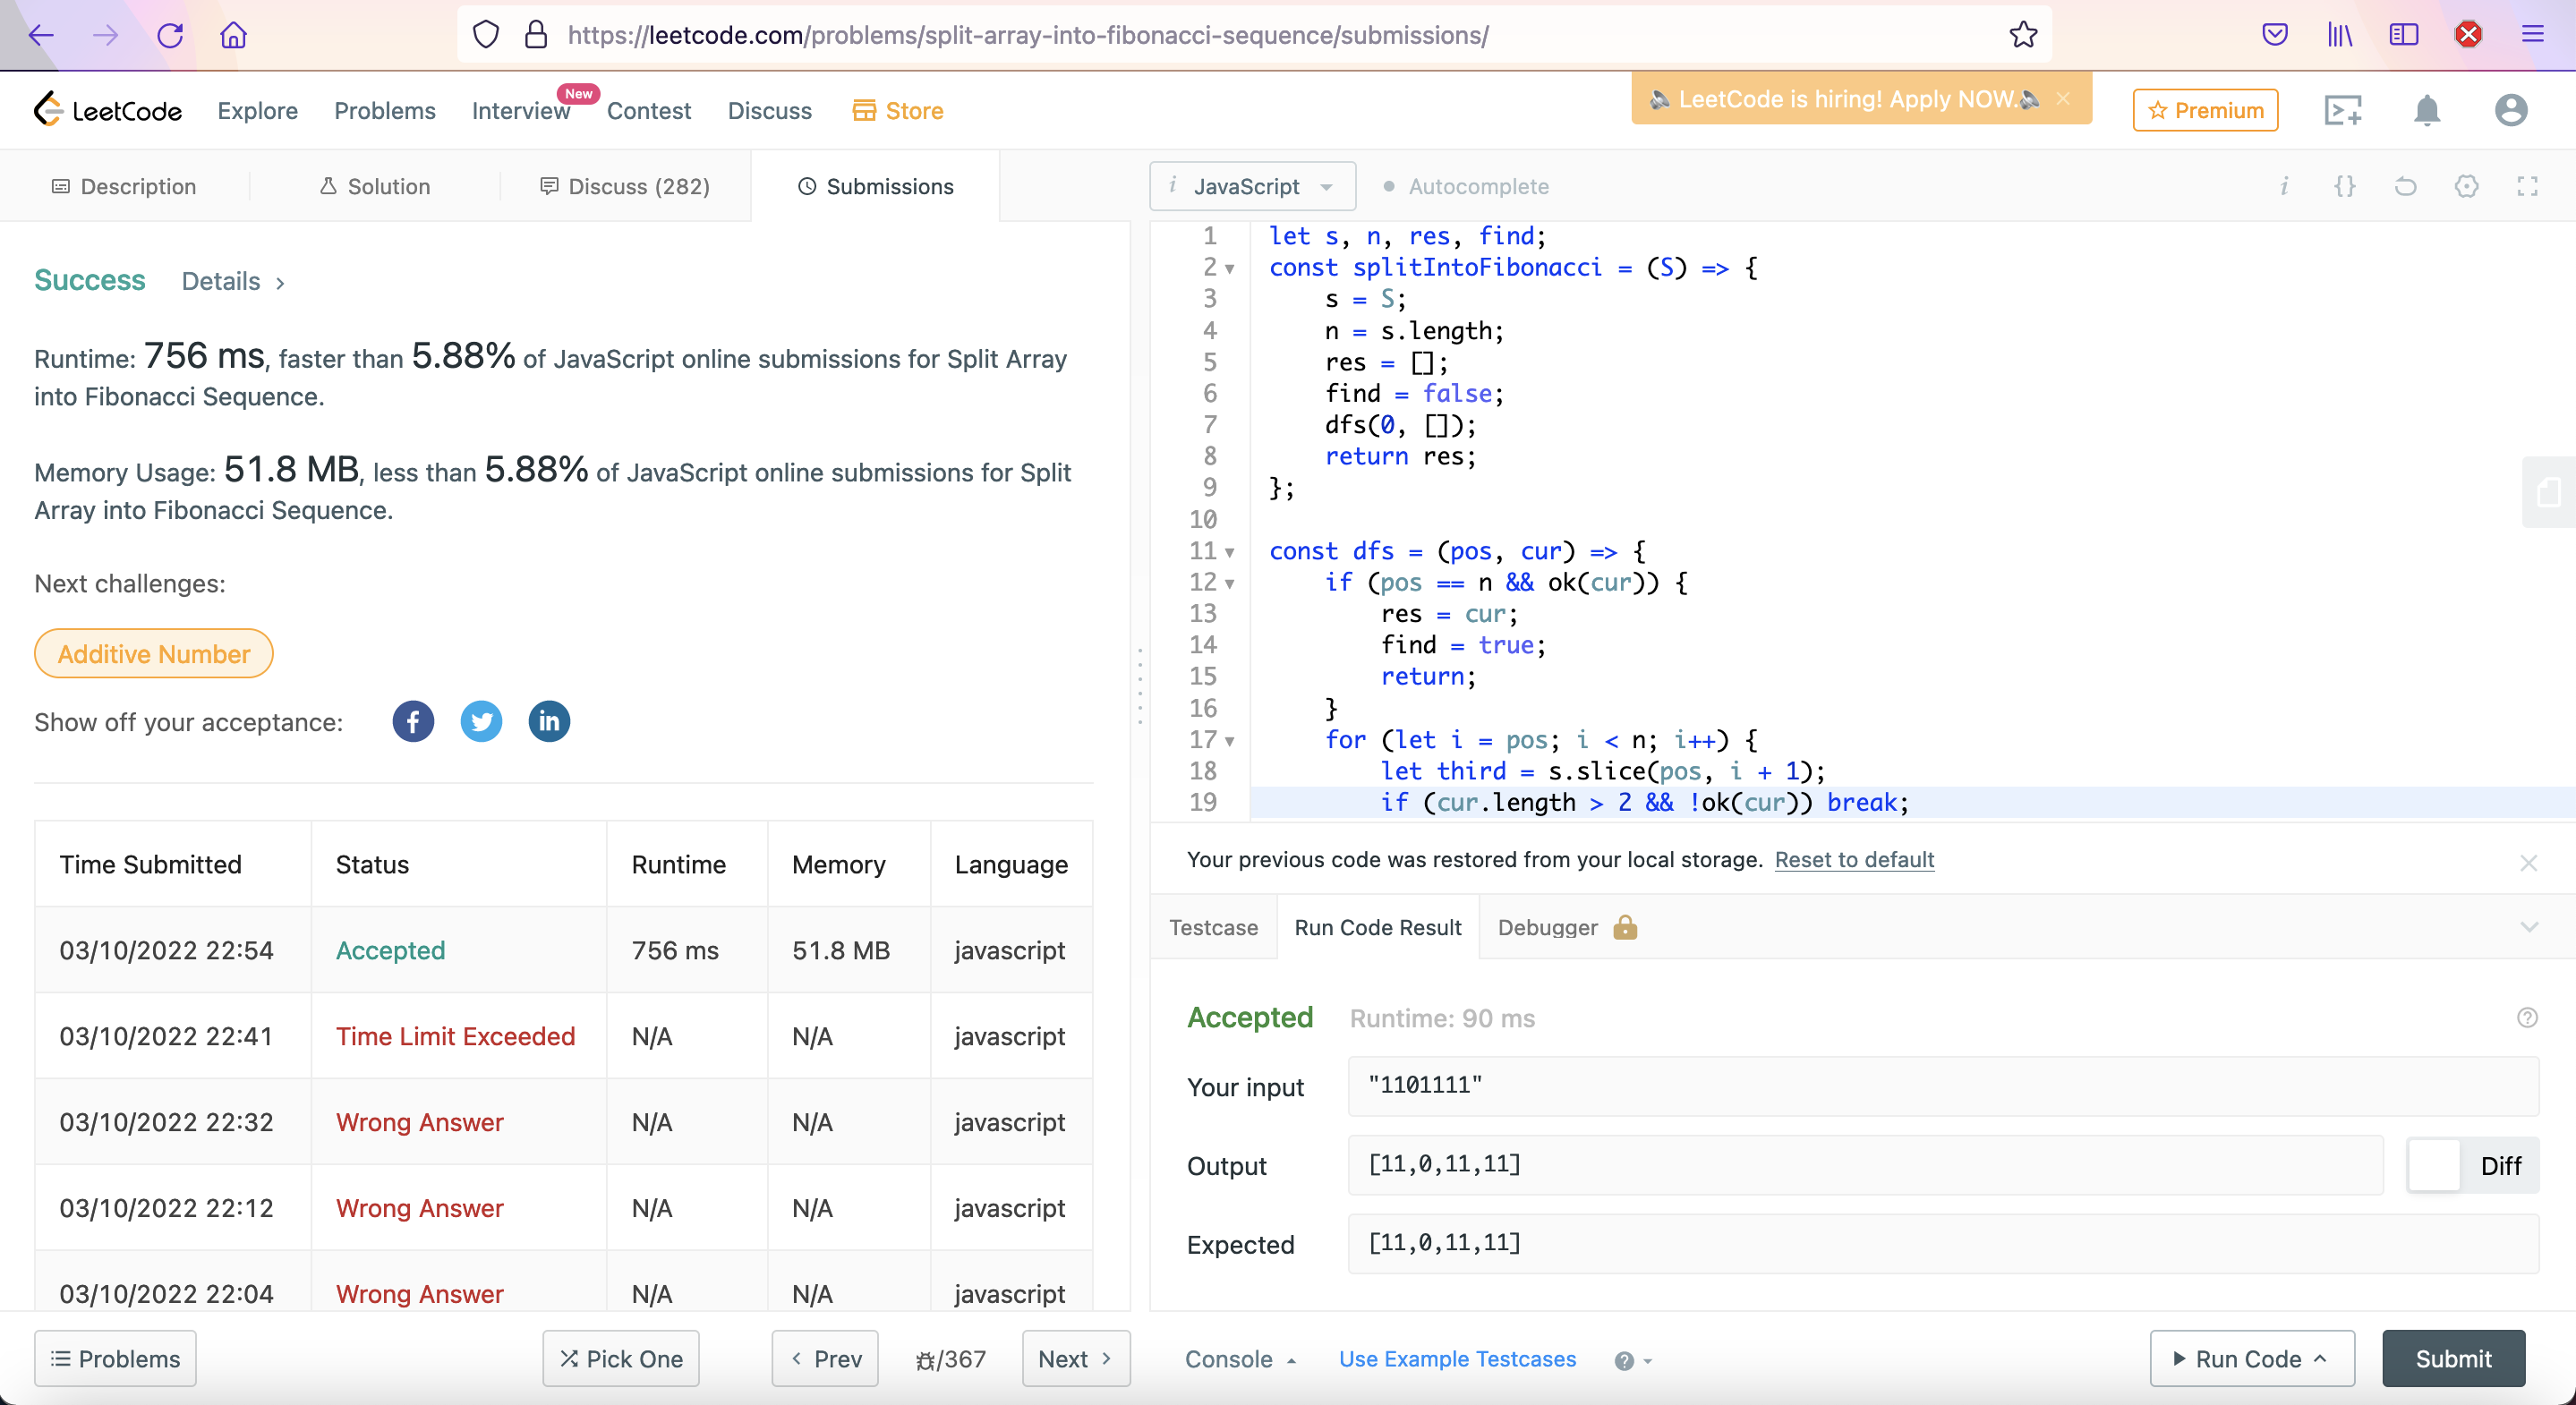 https://leetcode.com/problems/split-array-into-fibonacci-sequence/submissions/
LeetCode
Explore
Problems
Interview
New
Contest
Discuss
Store
LeetCode is hiring! Apply NOW.
Premium
Description
Solution
Discuss (282)
Submissions
i JavaScript
Autocomplete
Success
Details >
Runtime: 756 ms, faster than 5.88% of JavaScript online submissions for Split Array
into Fibonacci Sequence.
Memory Usage: 51.8 MB, less than 5.88% of JavaScript online submissions for Split
Array into Fibonacci Sequence.
Next challenges:
Additive Number
Show off your acceptance:
Time Submitted Status Runtime Memory Language
03/10/2022 22:54 Accepted 756 ms 51.8 MB javascript
03/10/2022 22:41 Time Limit Exceeded N/A N/A javascript
03/10/2022 22:32 Wrong Answer N/A N/A javascript
03/10/2022 22:12 Wrong Answer N/A N/A javascript
03/10/2022 22:04 Wrong Answer N/A N/A javascript
1 let s, n, res, find;
2 const splitIntoFibonacci = (S) => {
3 s = S;
4 n = s.length;
5 res = [];
6 find = false;
7 dfs(0, []);
8 return res;
9 };
10
11 const dfs = (pos, cur) => {
12 if (pos == n && ok(cur)) {
13 res = cur;
14 find = true;
15 return;
16 }
17 for (let i = pos; i < n; i++) {
18 let third = s.slice(pos, i + 1);
19 if (cur.length > 2 && !ok(cur)) break;
Your previous code was restored from your local storage. Reset to default
Testcase
Run Code Result
Debugger
Accepted
Runtime: 90 ms
Your input
"1101111"
Output
[11,0,11,11]
Diff
Expected
[11,0,11,11]
Problems
Pick One
Prev
/367
Next
Console
Use Example Testcases
Run Code
Submit